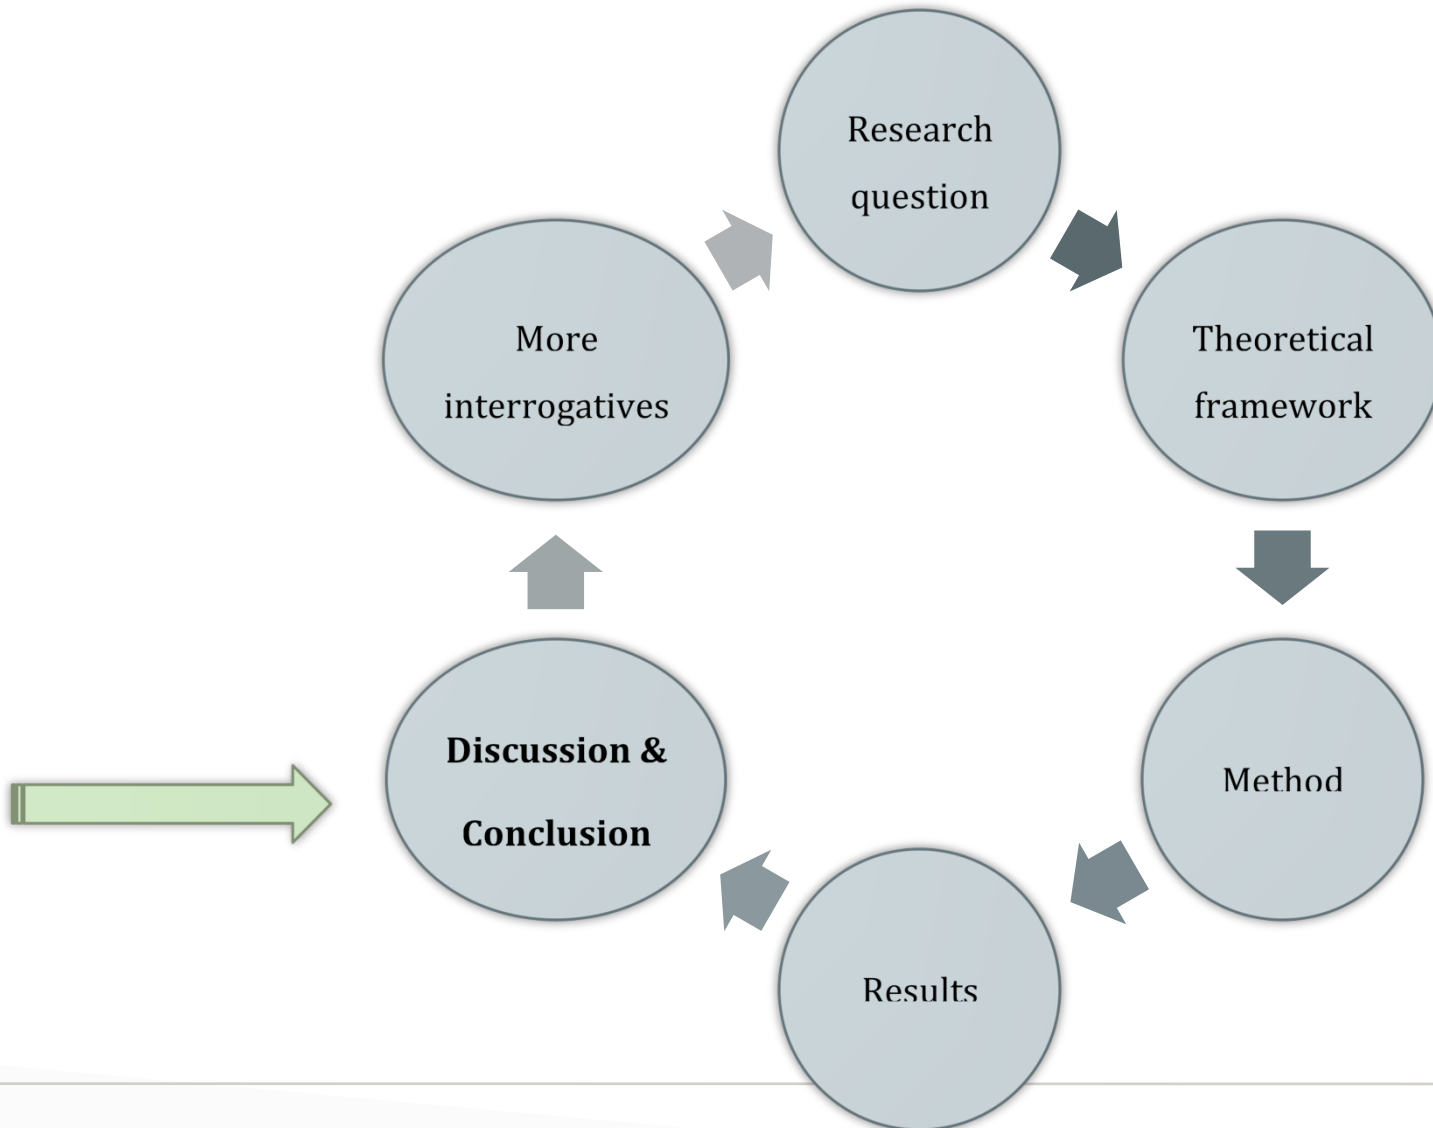 Research
question
Theoretical
framework
Method
Results
Discussion &
Conclusion
More
interrogatives